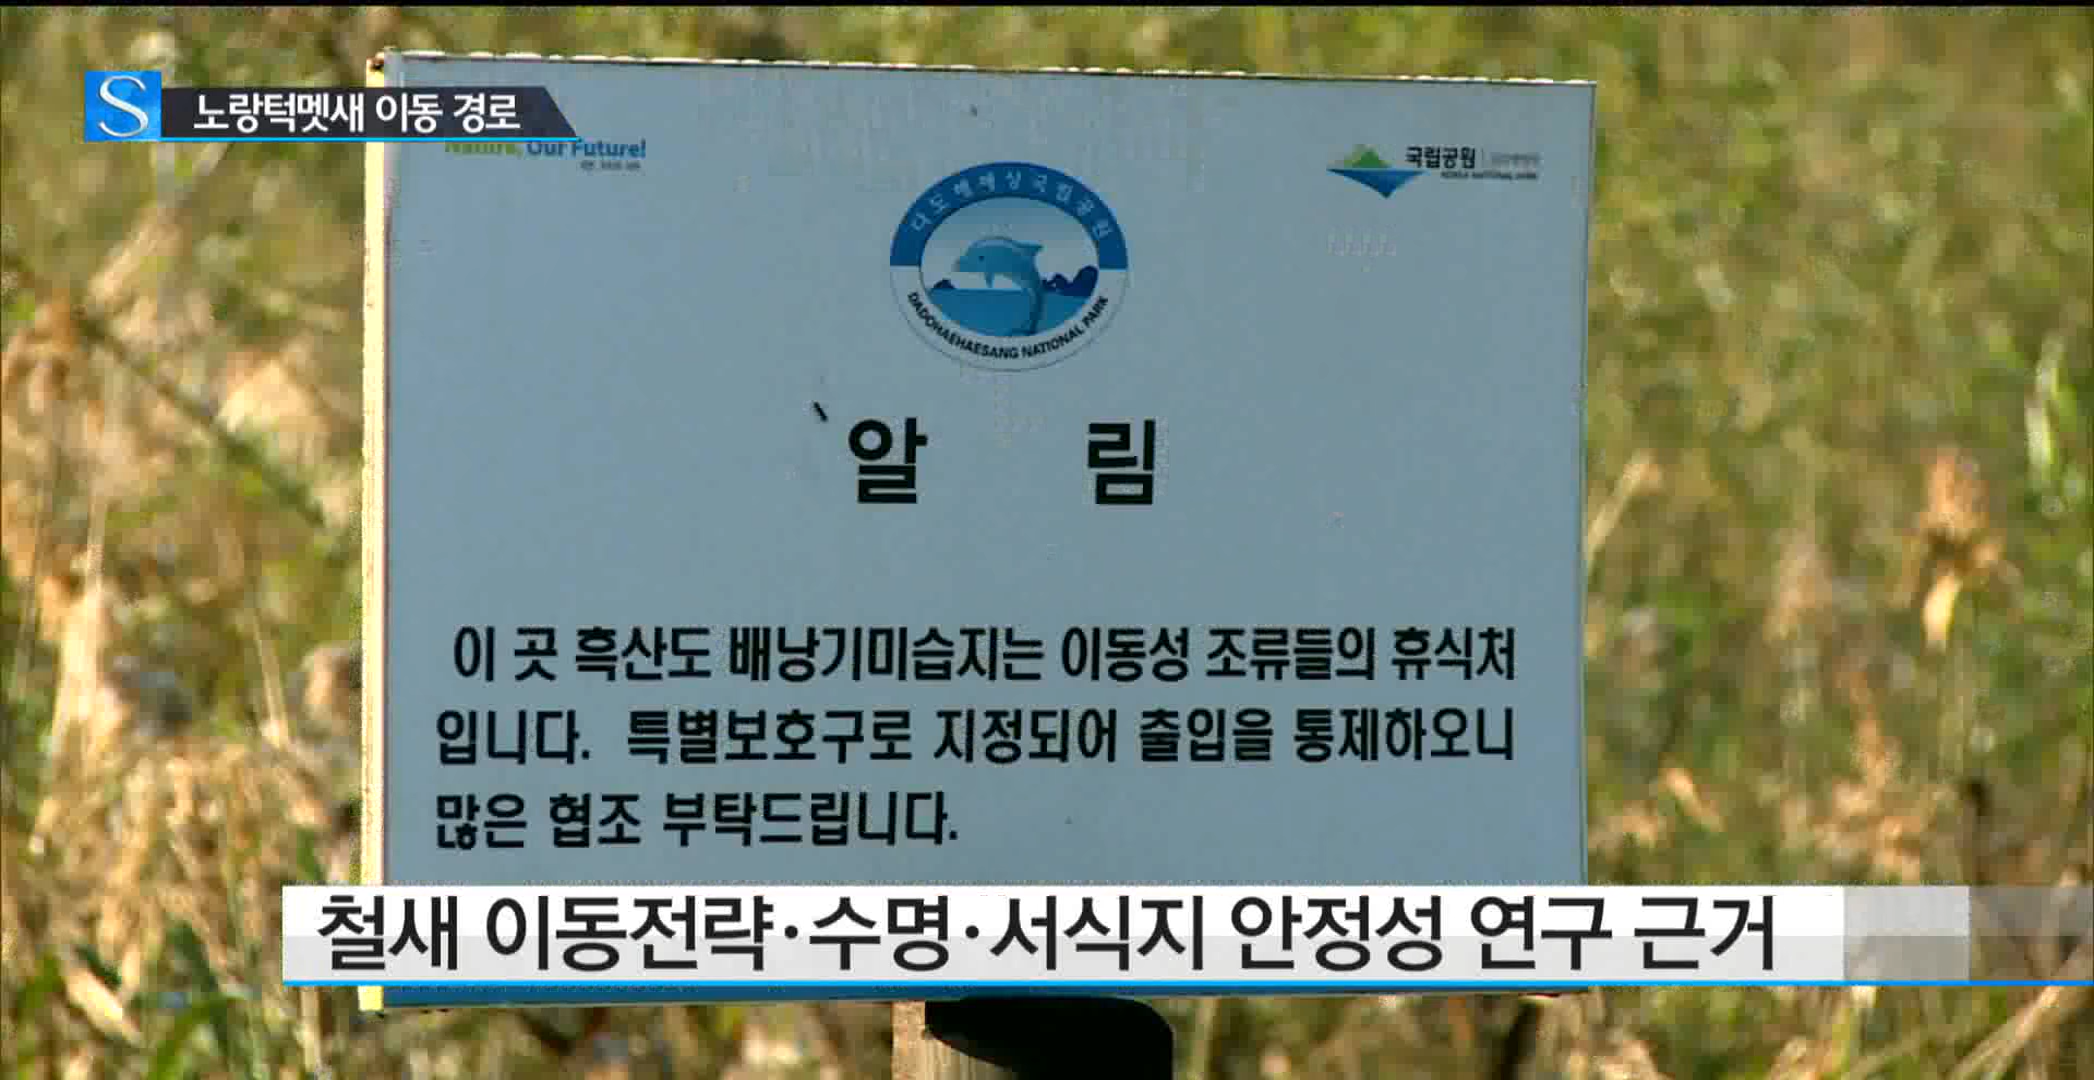 S 노랑턱멧새 이동 경로
Nature, Our Future!
국립공원
KOREA NATIONAL PARK
다도해해상국립공원
DADOHAEHAESANG NATIONAL PARK
알 림
이 곳 흑산도 배낭기미습지는 이동성 조류들의 휴식처
입니다. 특별보호구로 지정되어 출입을 통제하오니
많은 협조 부탁드립니다.
철새 이동전략·수명·서식지 안정성 연구 근거